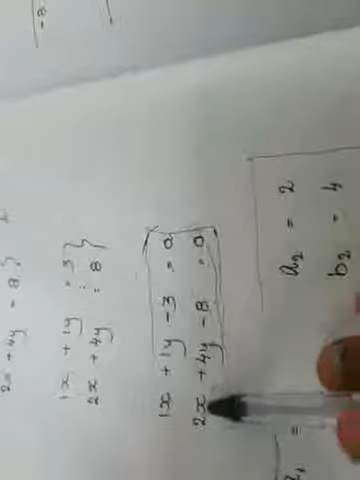 2x + 4y = 8 }
1x + 1y = 3 }
2x + 4y = 8 }
1x + 1y - 3 = 0
2x + 4y - 8 = 0
a₂ = 2
b₂ = 4